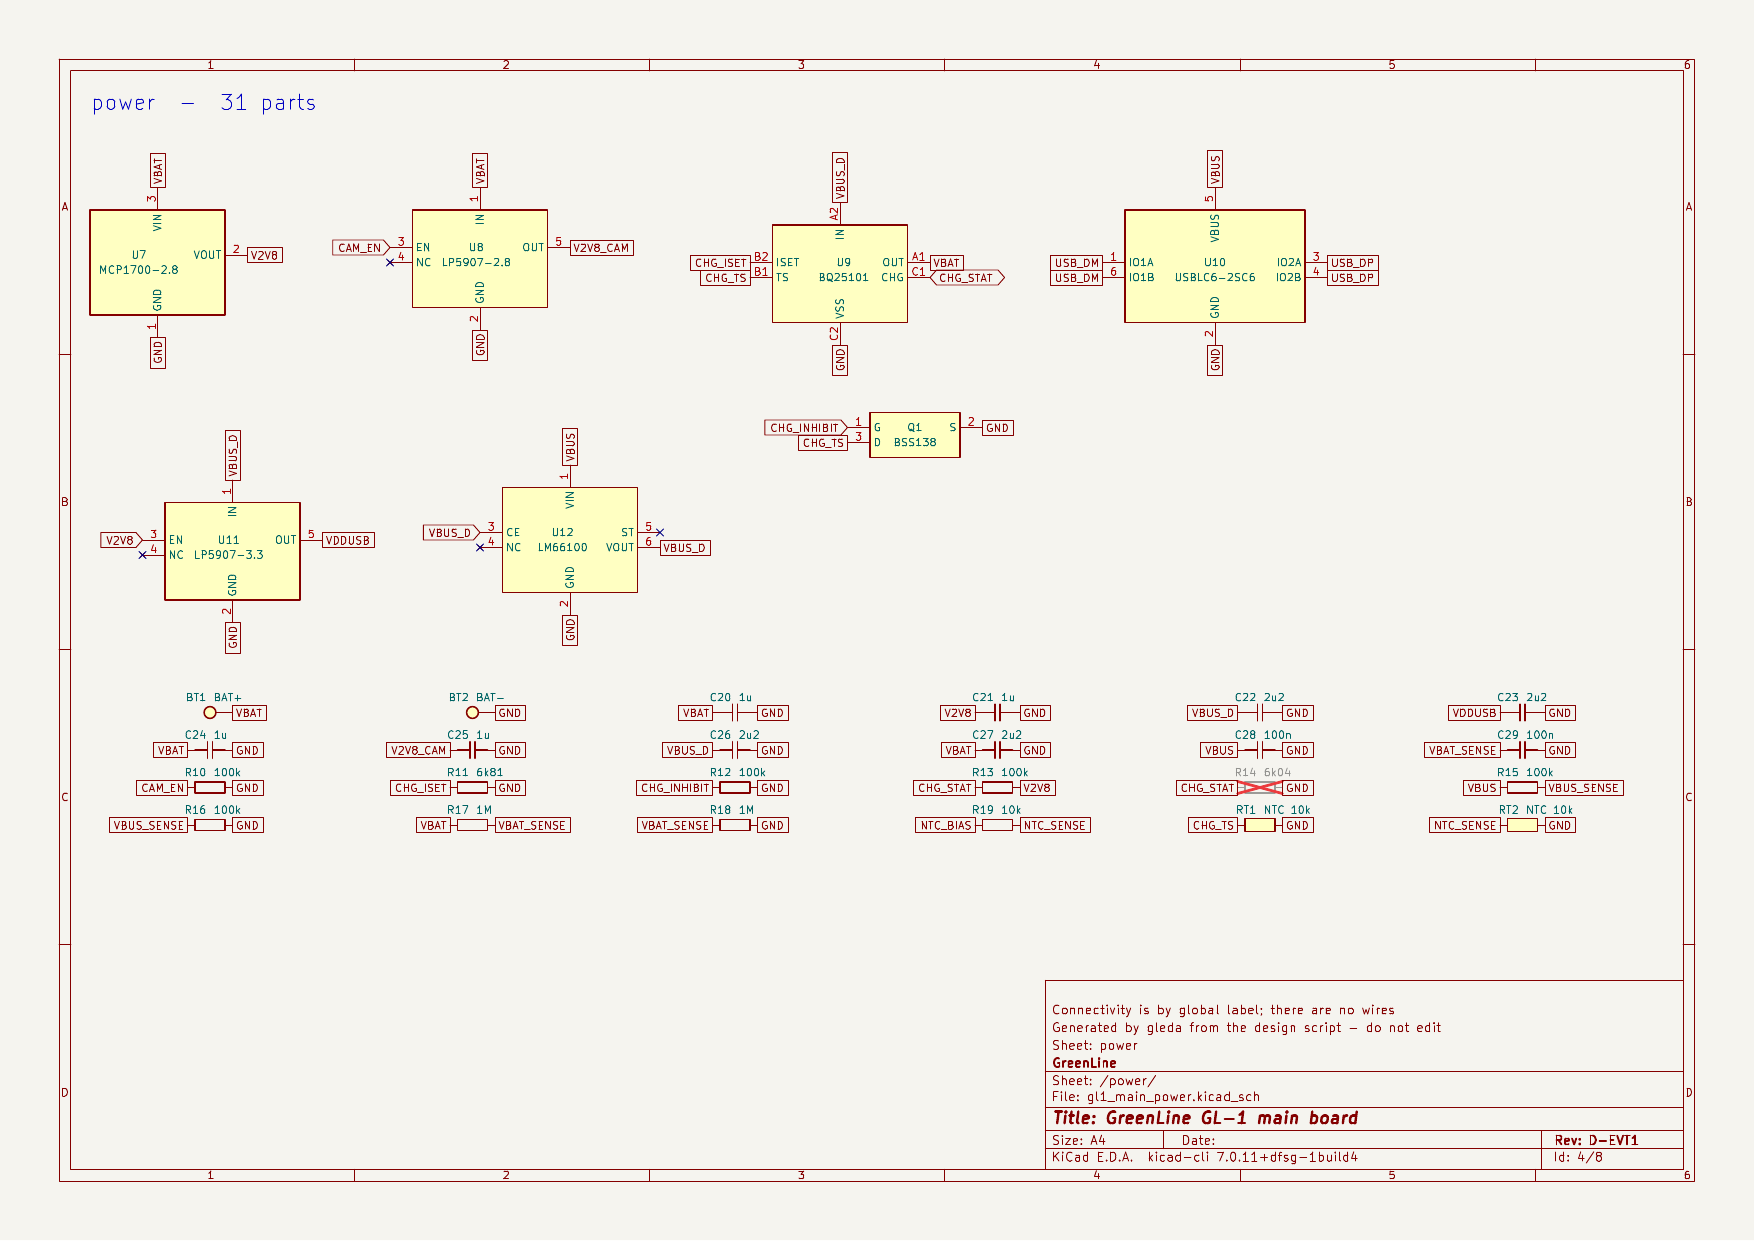 1 2 3 4 5 6
power - 31 parts
A A
B B
C C
D D
VBAT
3
VIN
U7
MCP1700-2.8
VOUT 2 V2V8
GND
1
GND
VBAT
1
IN
CAM_EN 3 EN U8 OUT 5 V2V8_CAM
4 NC LP5907-2.8
GND
2
GND
VBUS_D
A2
IN
CHG_ISET B2 ISET U9 OUT A1 VBAT
CHG_TS B1 TS BQ25101 CHG C1 CHG_STAT
VSS
C2
GND
VBUS
5
VBUS
USB_DM 1 IO1A U10 IO2A 3 USB_DP
USB_DM 6 IO1B USBLC6-2SC6 IO2B 4 USB_DP
GND
2
GND
CHG_INHIBIT 1 G Q1 S 2 GND
CHG_TS 3 D BSS138
VBUS_D
1
IN
V2V8 3 EN U11 OUT 5 VDDUSB
4 NC LP5907-3.3
GND
2
GND
VBUS
1
VIN
VBUS_D 3 CE U12 ST 5
4 NC LM66100 VOUT 6 VBUS_D
GND
2
GND
BT1 BAT+
VBAT
BT2 BAT-
GND
C20 1u
VBAT GND
C21 1u
V2V8 GND
C22 2u2
VBUS_D GND
C23 2u2
VDDUSB GND
C24 1u
VBAT GND
C25 1u
V2V8_CAM GND
C26 2u2
VBUS_D GND
C27 2u2
VBAT GND
C28 100n
VBUS GND
C29 100n
VBAT_SENSE GND
R10 100k
CAM_EN GND
R11 6k81
CHG_ISET GND
R12 100k
CHG_INHIBIT GND
R13 100k
CHG_STAT V2V8
R14 6k04
CHG_STAT GND
R15 100k
VBUS VBUS_SENSE
R16 100k
VBUS_SENSE GND
R17 1M
VBAT VBAT_SENSE
R18 1M
VBAT_SENSE GND
R19 10k
NTC_BIAS NTC_SENSE
RT1 NTC 10k
CHG_TS GND
RT2 NTC 10k
NTC_SENSE GND
Connectivity is by global label; there are no wires
Generated by gleda from the design script - do not edit
Sheet: power
GreenLine
Sheet: /power/
File: gl1_main_power.kicad_sch
Title: GreenLine GL-1 main board
Size: A4 Date: Rev: D-EVT1
KiCad E.D.A. kicad-cli 7.0.11+dfsg-1build4 Id: 4/8
1 2 3 4 5 6